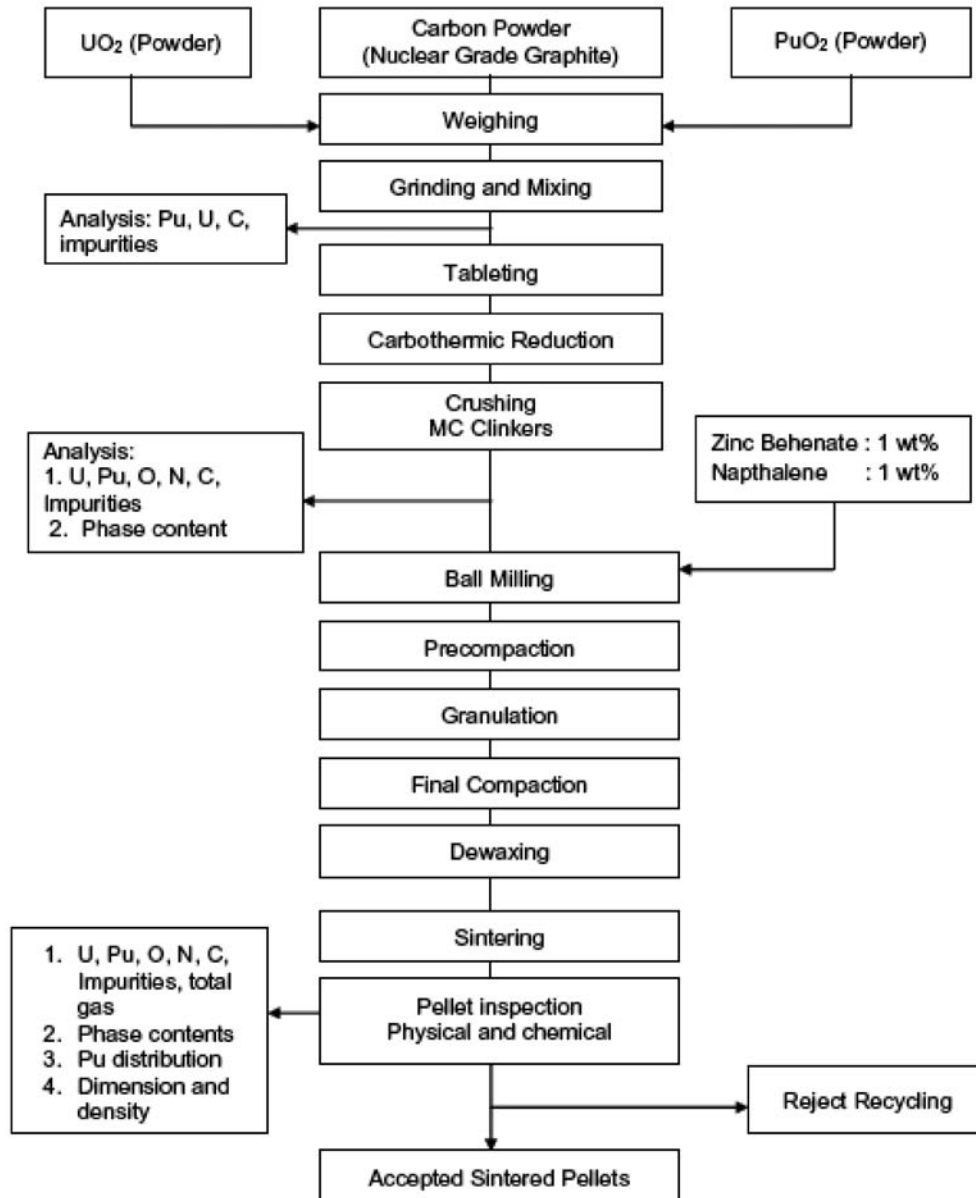 UO₂ (Powder)
Carbon Powder
(Nuclear Grade Graphite)
PuO₂ (Powder)
Weighing
Grinding and Mixing
Analysis: Pu, U, C,
impurities
Tableting
Carbothermic Reduction
Crushing
MC Clinkers
Analysis:
1. U, Pu, O, N, C,
Impurities
2. Phase content
Zinc Behenate : 1 wt%
Napthalene : 1 wt%
Ball Milling
Precompaction
Granulation
Final Compaction
Dewaxing
Sintering
1. U, Pu, O, N, C,
Impurities, total
gas
2. Phase contents
3. Pu distribution
4. Dimension and
density
Pellet inspection
Physical and chemical
Reject Recycling
Accepted Sintered Pellets